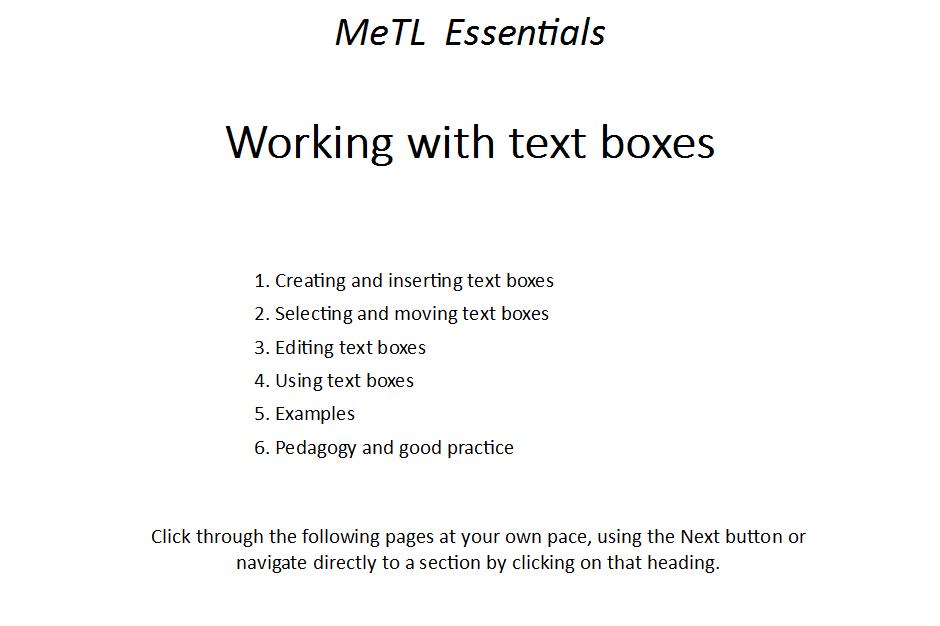 MeTL Essentials
Working with text boxes
1. Creating and inserting text boxes
2. Selecting and moving text boxes
3. Editing text boxes
4. Using text boxes
5. Examples
6. Pedagogy and good practice
Click through the following pages at your own pace, using the Next button or
navigate directly to a section by clicking on that heading.